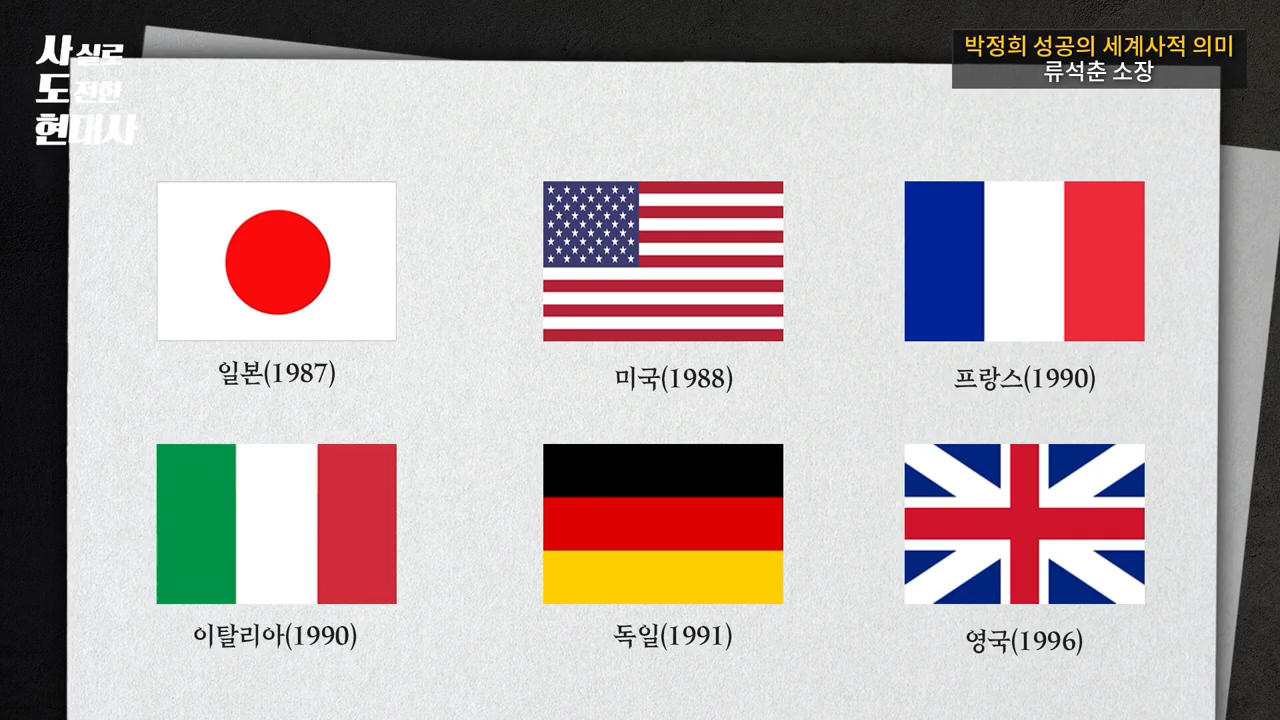 사실로
도전한
현대사
박정희 성공의 세계사적 의미
류석춘 소장
일본(1987)
미국(1988)
프랑스(1990)
이탈리아(1990)
독일(1991)
영국(1996)